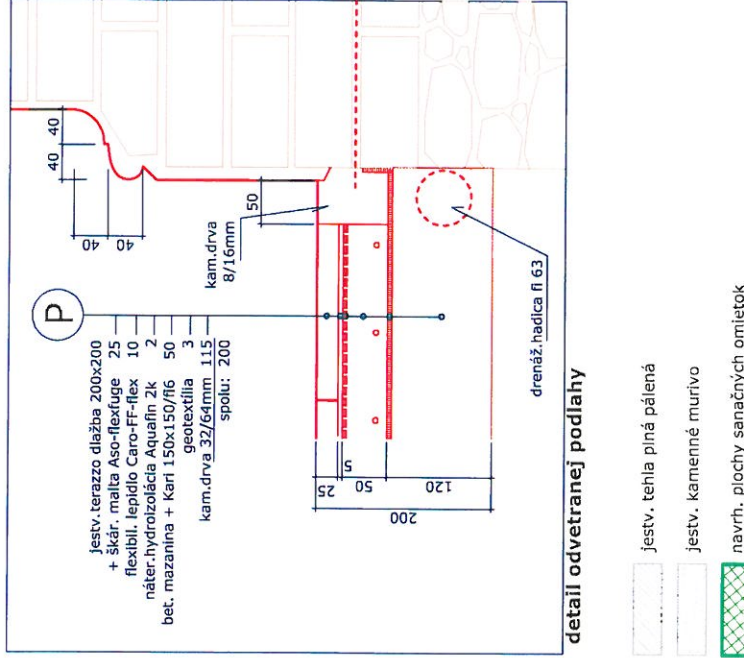 P
jestv.terazzo dlažba 200x200
+ škár. malta Aso-flexfuge 25
flexibil. lepidlo Caro-FF-flex 10
náter.hydroizolácia Aquafin 2k 2
bet. mazanina + Kari 150x150/fi6 50
geotextília 3
kam.drva 32/64mm 115
spolu: 200
40
40
40
40
50
kam.drva
8/16mm
25
5
50
120
200
drenáž.hadica fi 63
detail odvetranej podlahy
jestv. tehla plná pálená
jestv. kamenné murivo
navrh. plochy sanačných omietok